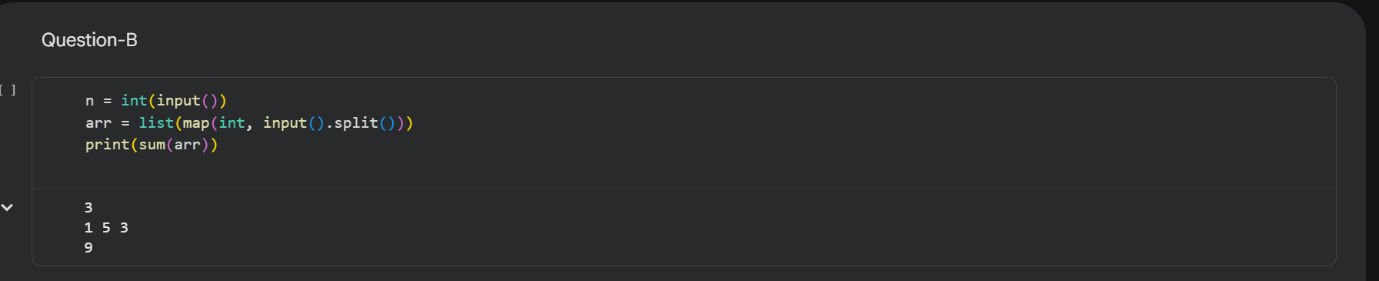 Question-B
[ ]
n = int(input())
arr = list(map(int, input().split()))
print(sum(arr))
3
1 5 3
9